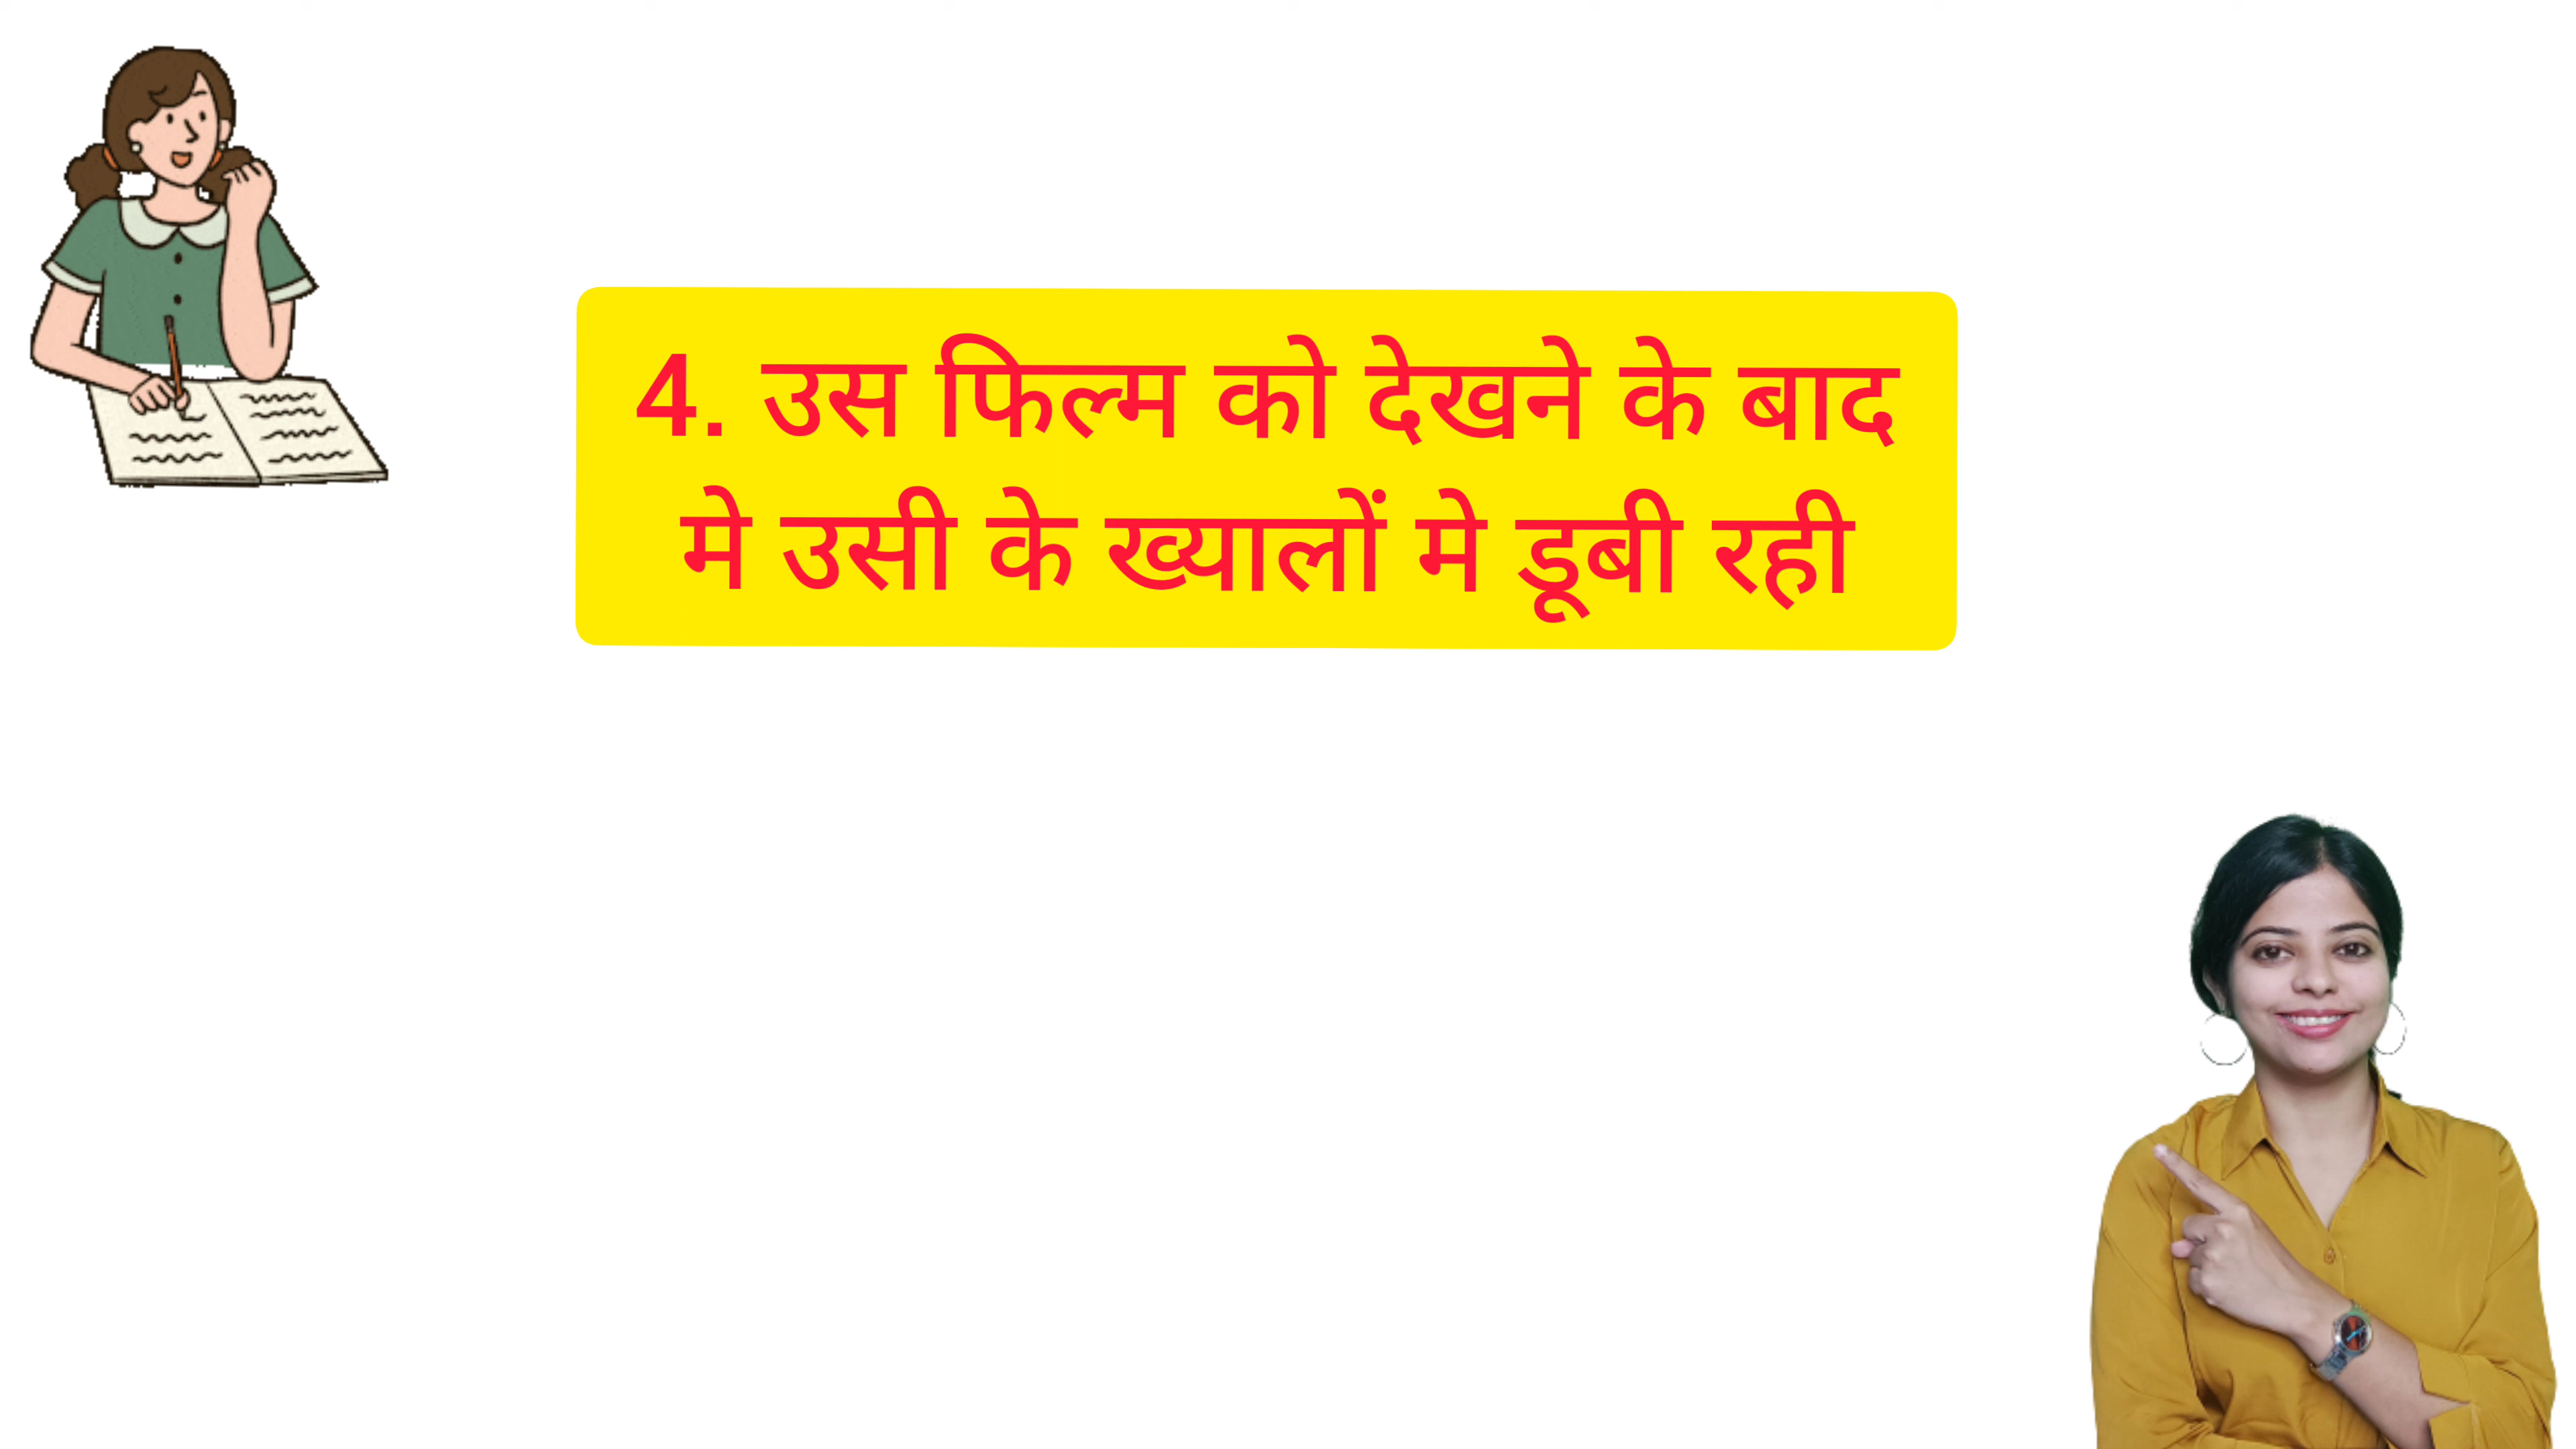 4. उस फिल्म को देखने के बाद
मे उसी के ख्यालों मे डूबी रही